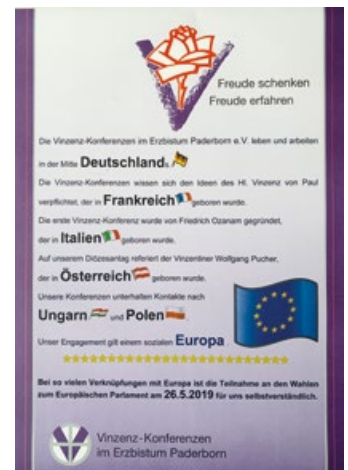 Freude schenken
Freude erfahren
Die Vinzenz-Konferenzen im Erzbistum Paderborn e.V. leben und arbeiten
in der Mitte Deutschlands
Die Vinzenz-Konferenzen wissen sich den Ideen des Hl. Vinzenz von Paul
verpflichtet, der in Frankreich geboren wurde.
Die erste Vinzenz-Konferenz wurde von Friedrich Ozanam gegründet,
der in Italien geboren wurde.
Auf unserem Diözesantag referiert der Vinzentiner Wolfgang Pucher,
der in Österreich geboren wurde.
Unsere Konferenzen unterhalten Kontakte nach
Ungarn und Polen
Unser Engagement gilt einem sozialen Europa.
Bei so vielen Verknüpfungen mit Europa ist die Teilnahme an den Wahlen
zum Europäischen Parlament am 26.5.2019 für uns selbstverständlich.
Vinzenz-Konferenzen
im Erzbistum Paderborn